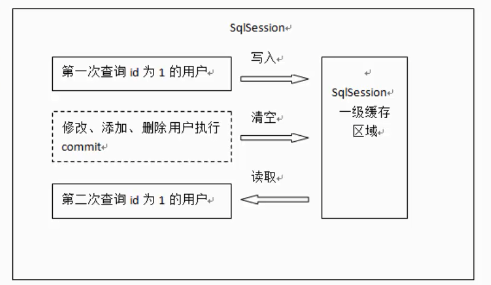 SqlSession
写入
第一次查询 id 为 1 的用户
SqlSession
一级缓存
区域
清空
修改、添加、删除用户执行
commit
读取
第二次查询 id 为 1 的用户